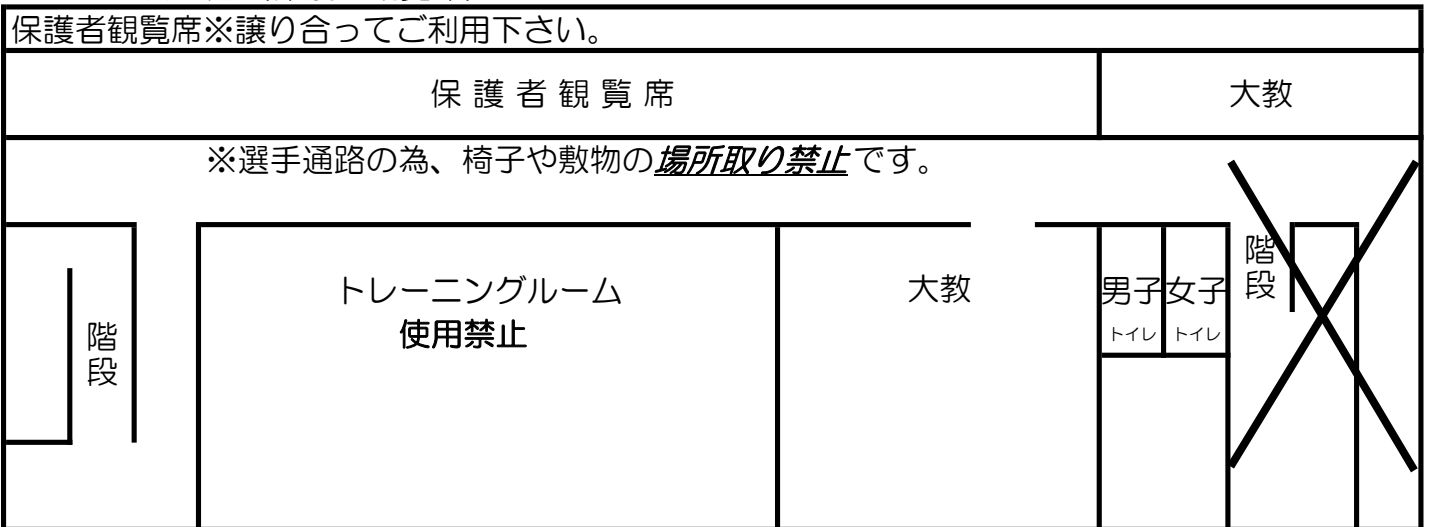 保護者観覧席※譲り合ってご利用下さい。
保 護 者 観 覧 席
大教
※選手通路の為、椅子や敷物の場所取り禁止です。
階段
トレーニングルーム
使用禁止
大教
男子
トイレ
女子
トイレ
階段